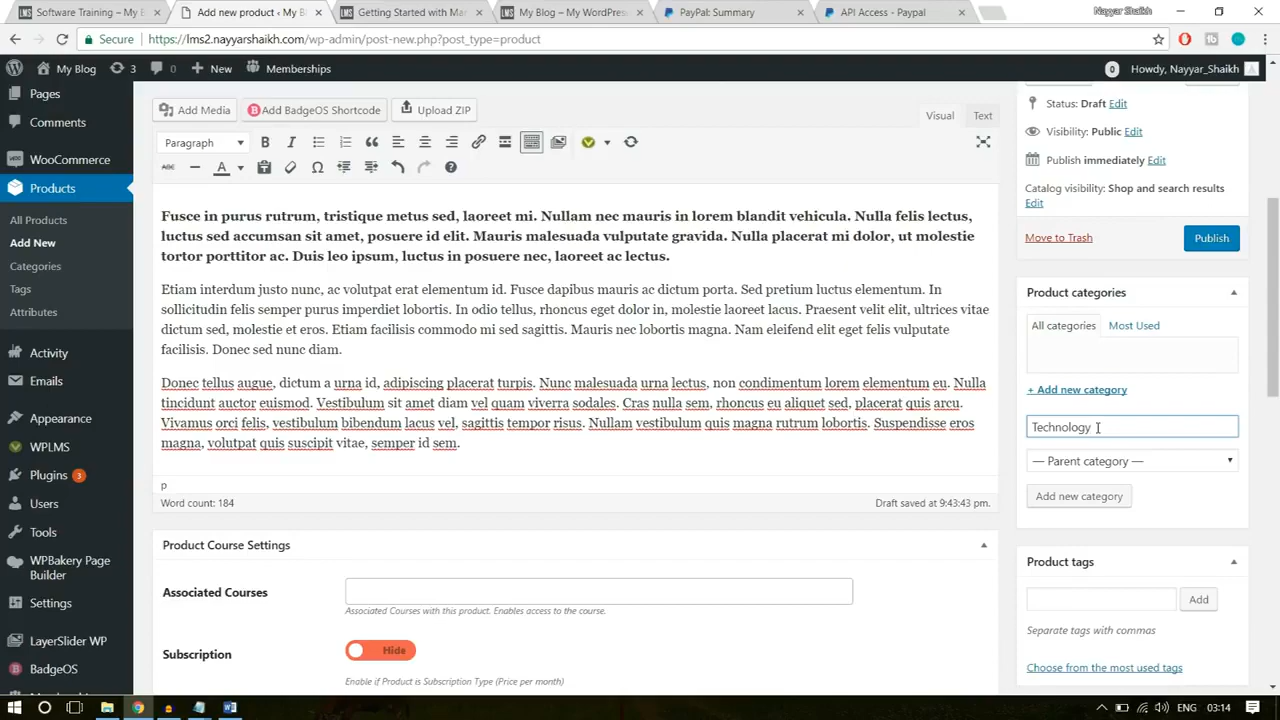 Software Training – My B
Add new product ‹ My B
Getting Started with Mar
My Blog – My WordPress
PayPal: Summary
API Access - Paypal
Nayyar Shaikh
Secure
https://lms2.nayyarshaikh.com/wp-admin/post-new.php?post_type=product
My Blog
3
New
Memberships
0
Howdy, Nayyar_Shaikh
Pages
Comments
WooCommerce
Products
All Products
Add New
Categories
Tags
Attributes
Activity
Emails
Appearance
WPLMS
Plugins 3
Users
Tools
WPBakery Page
Builder
Settings
LayerSlider WP
BadgeOS
Add Media
Add BadgeOS Shortcode
Upload ZIP
Visual
Text
Paragraph
Fusce in purus rutrum, tristique metus sed, laoreet mi. Nullam nec mauris in lorem blandit vehicula. Nulla felis lectus,
luctus sed accumsan sit amet, posuere id elit. Mauris malesuada vulputate gravida. Nulla placerat mi dolor, ut molestie
tortor porttitor ac. Duis leo ipsum, luctus in posuere nec, laoreet ac lectus.
Etiam interdum justo nunc, ac volutpat erat elementum id. Fusce dapibus mauris ac dictum porta. Sed pretium luctus elementum. In
sollicitudin felis semper purus imperdiet lobortis. In odio tellus, rhoncus eget dolor in, molestie laoreet lacus. Praesent velit elit, ultrices vitae
dictum sed, molestie et eros. Etiam facilisis commodo mi sed sagittis. Mauris nec lobortis magna. Nam eleifend elit eget felis vulputate
facilisis. Donec sed nunc diam.
Donec tellus augue, dictum a urna id, adipiscing placerat turpis. Nunc malesuada urna lectus, non condimentum lorem elementum eu. Nulla
tincidunt auctor euismod. Vestibulum sit amet diam vel quam viverra sodales. Cras nulla sem, rhoncus eu aliquet sed, placerat quis arcu.
Vivamus orci felis, vestibulum bibendum lacus vel, sagittis tempor risus. Nullam vestibulum quis magna rutrum lobortis. Suspendisse eros
magna, volutpat quis suscipit vitae, semper id sem.
p
Word count: 184
Draft saved at 9:43:43 pm.
Product Course Settings
Associated Courses
Associated Courses with this product. Enables access to the course.
Subscription
Hide
Enable if Product is Subscription Type (Price per month)
Status: Draft Edit
Visibility: Public Edit
Publish immediately Edit
Catalog visibility: Shop and search results
Edit
Move to Trash
Publish
Product categories
All categories
Most Used
+ Add new category
Technology
— Parent category —
Add new category
Product tags
Add
Separate tags with commas
Choose from the most used tags
ENG
03:14